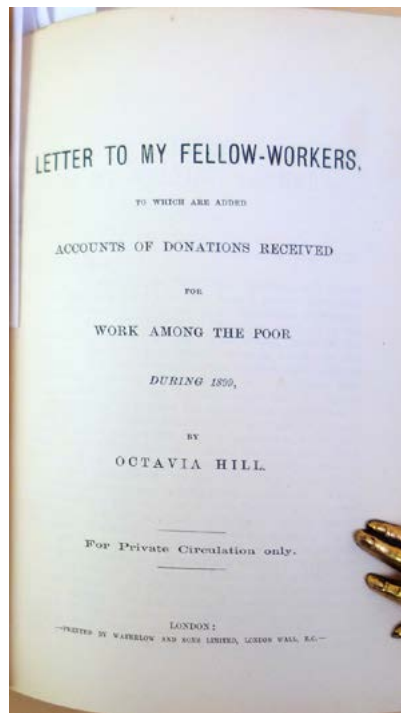 LETTER TO MY FELLOW-WORKERS,
TO WHICH ARE ADDED
ACCOUNTS OF DONATIONS RECEIVED
FOR
WORK AMONG THE POOR
DURING 1899,
BY
OCTAVIA HILL.
For Private Circulation only.
LONDON:
—PRINTED BY WATERLOW AND SONS LIMITED, LONDON WALL, E.C.—